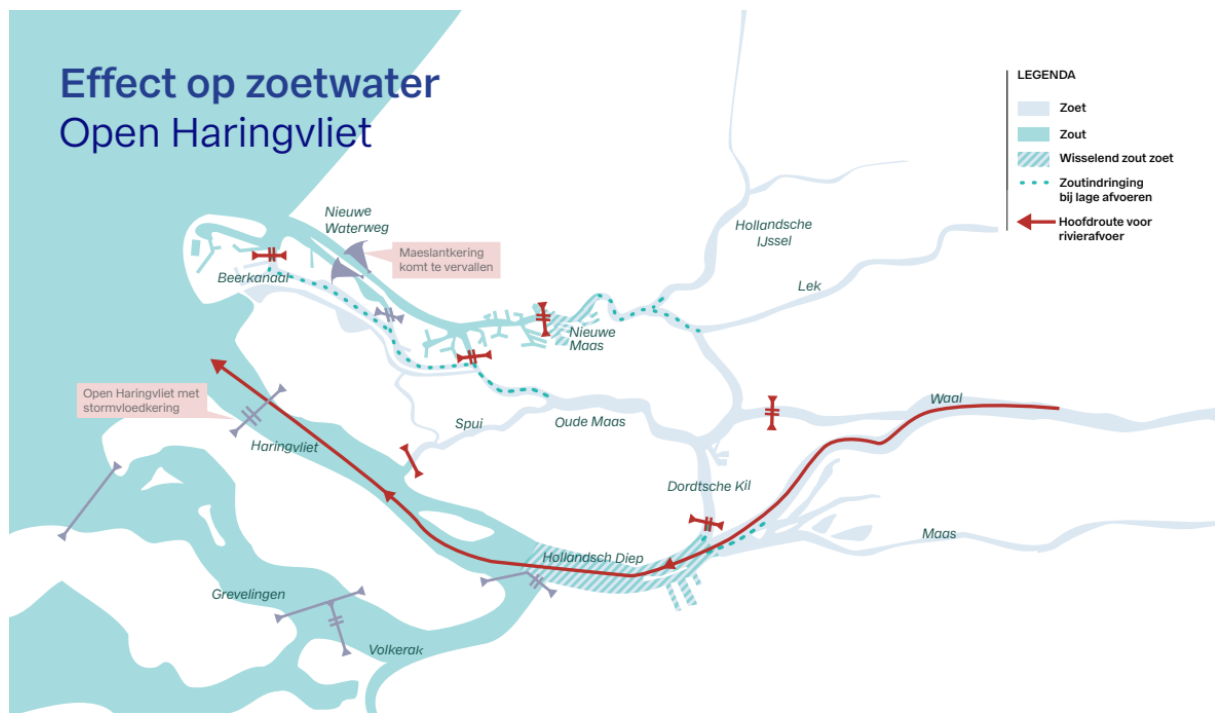 Effect op zoetwater
Open Haringvliet
LEGENDA
Zoet
Zout
Wisselend zout zoet
Zoutindringing
bij lage afvoeren
Hoofdroute voor
rivierafvoer
Nieuwe
Waterweg
Maeslantkering
komt te vervallen
Beerkanaal
Hollandsche
IJssel
Lek
Nieuwe
Maas
Open Haringvliet met
stormvloedkering
Haringvliet
Spui
Oude Maas
Waal
Dordtsche Kil
Maas
Hollandsch Diep
Grevelingen
Volkerak